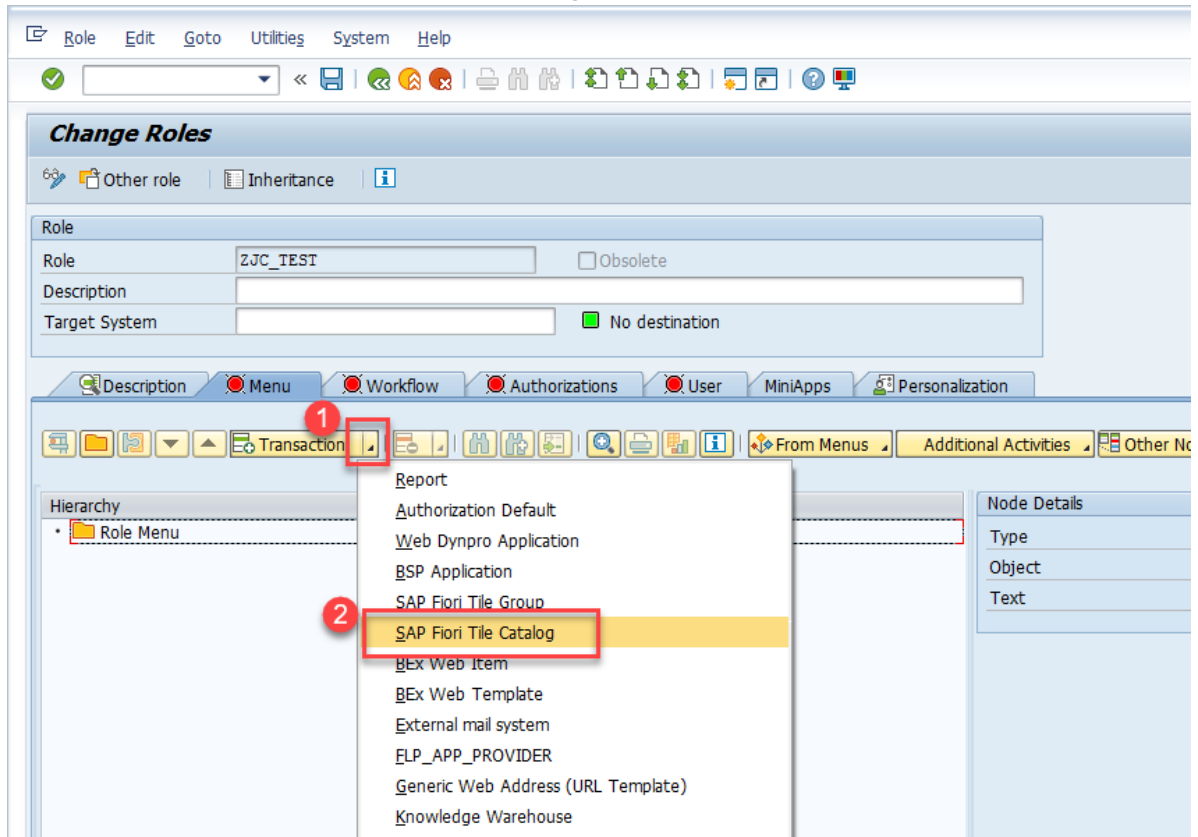 Role Edit Goto Utilities System Help
Change Roles
Other role Inheritance
Role
Role ZJC_TEST Obsolete
Description
Target System No destination
Description Menu Workflow Authorizations User MiniApps Personalization
1
Transaction From Menus Additional Activities Other No
Report
Hierarchy Node Details
Authorization Default
Role Menu Type
Web Dynpro Application
BSP Application Object
SAP Fiori Tile Group Text
2
SAP Fiori Tile Catalog
BEx Web Item
BEx Web Template
External mail system
FLP_APP_PROVIDER
Generic Web Address (URL Template)
Knowledge Warehouse